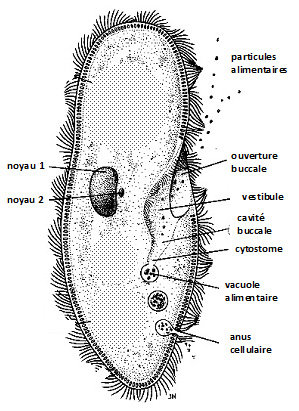 particules
alimentaires
ouverture
buccale
noyau 1
noyau 2
vestibule
cavité
buccale
cytostome
vacuole
alimentaire
anus
cellulaire
JN